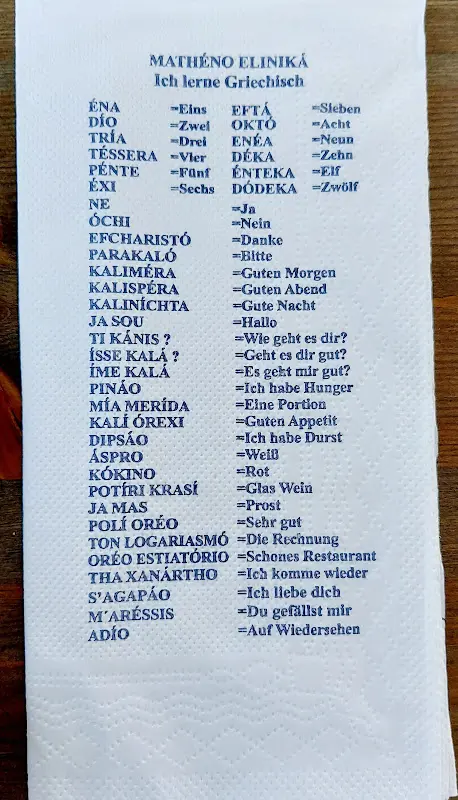 MATHÉNO ELINIKÁ
Ich lerne Griechisch
ÉNA =Eins EFTÁ =Sieben
DÍO =Zwei OKTÓ =Acht
TRÍA =Drei ENÉA =Neun
TÉSSERA =Vier DÉKA =Zehn
PÉNTE =Fünf ÉNTEKA =Elf
ÉXI =Sechs DÓDEKA =Zwölf
NE =Ja
ÓCHI =Nein
EFCHARISTÓ =Danke
PARAKALÓ =Bitte
KALIMÉRA =Guten Morgen
KALISPÉRA =Guten Abend
KALINÍCHTA =Gute Nacht
JA SOU =Hallo
TI KÁNIS ? =Wie geht es dir?
ÍSSE KALÁ ? =Geht es dir gut?
ÍME KALÁ =Es geht mir gut?
PINÁO =Ich habe Hunger
MÍA MERÍDA =Eine Portion
KALÍ ÓREXI =Guten Appetit
DIPSÁO =Ich habe Durst
ÁSPRO =Weiß
KÓKINO =Rot
POTÍRI KRASÍ =Glas Wein
JA MAS =Prost
POLÍ ORÉO =Sehr gut
TON LOGARIASMÓ =Die Rechnung
ORÉO ESTIATÓRIO =Schones Restaurant
THA XANÁRTHO =Ich komme wieder
S'AGAPÁO =Ich liebe dich
M´ARÉSSIS =Du gefällst mir
ADÍO =Auf Wiedersehen